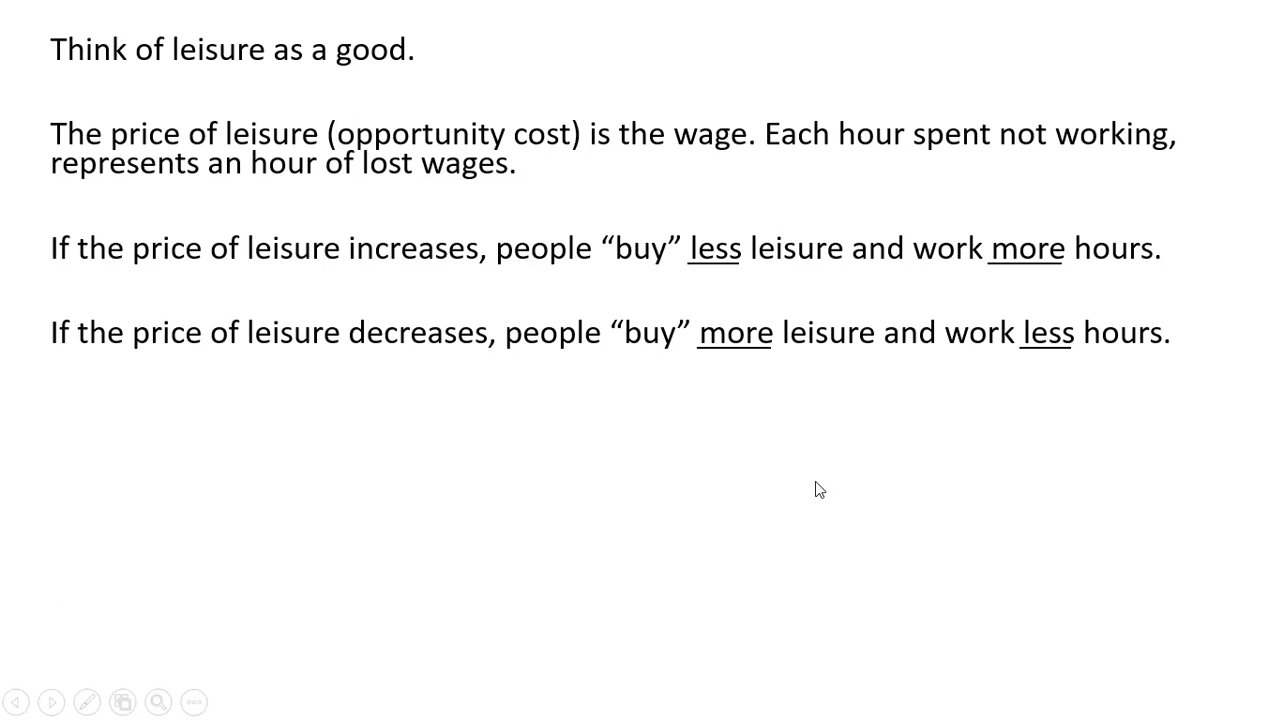 Think of leisure as a good.
The price of leisure (opportunity cost) is the wage. Each hour spent not working,
represents an hour of lost wages.
If the price of leisure increases, people “buy” less leisure and work more hours.
If the price of leisure decreases, people “buy” more leisure and work less hours.